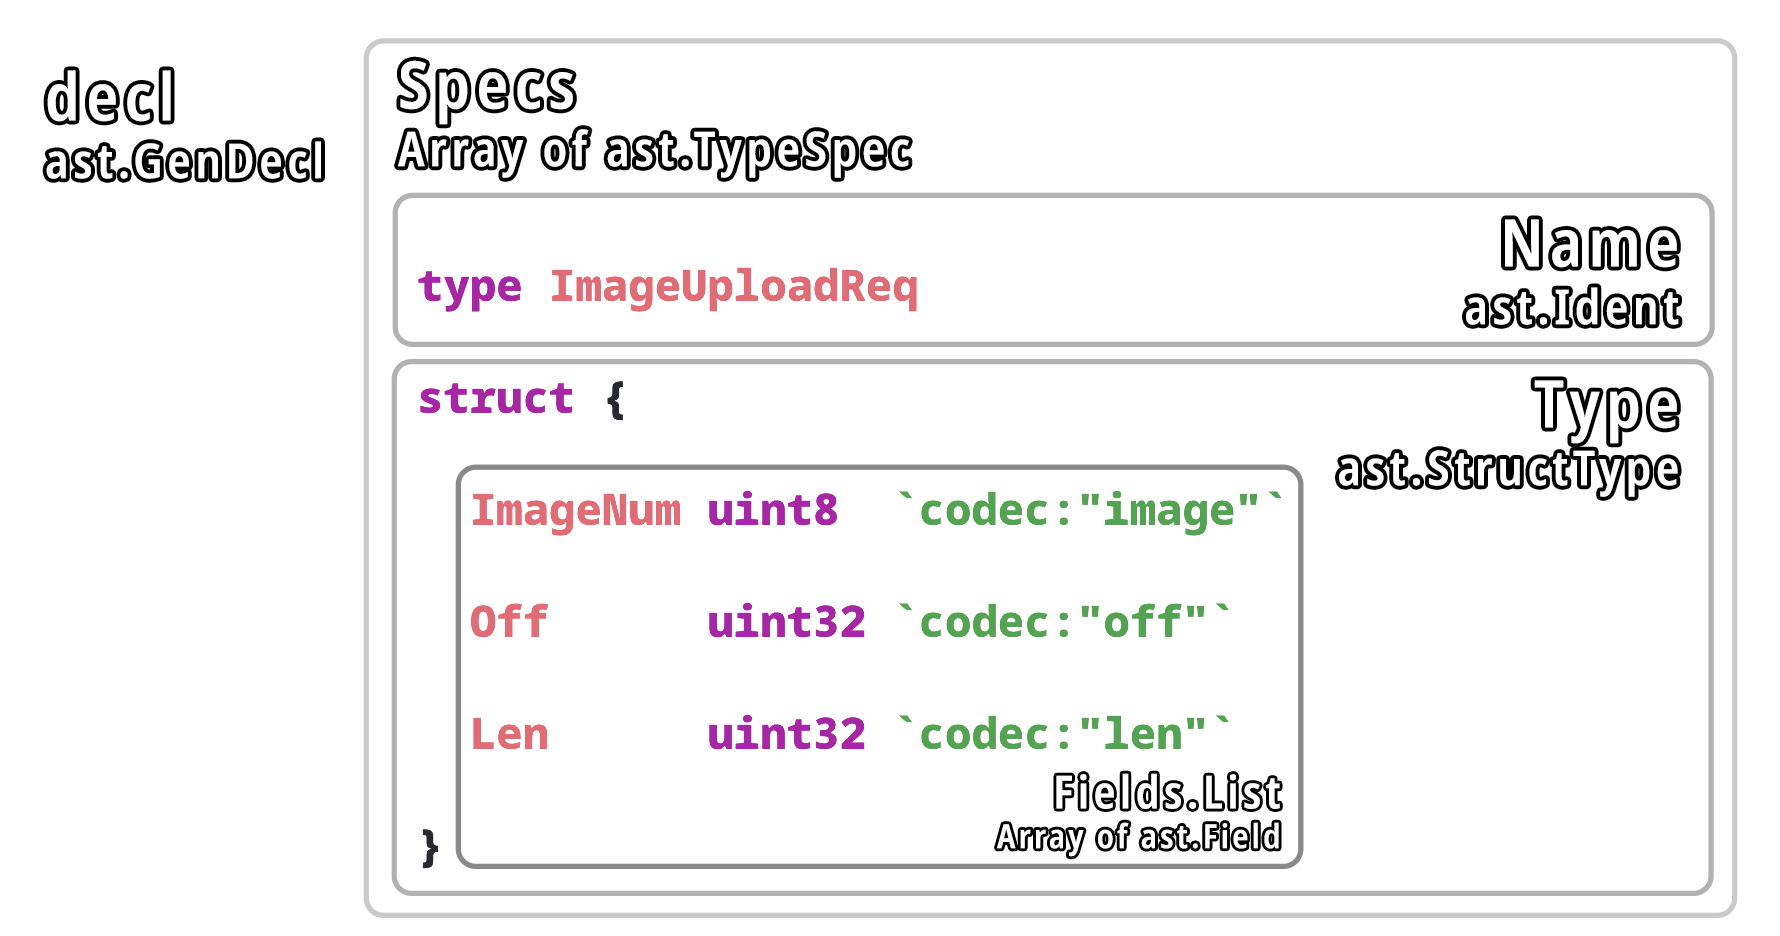 decl
ast.GenDecl
Specs
Array of ast.TypeSpec
Name
ast.Ident
type ImageUploadReq
Type
ast.StructType
struct {
ImageNum uint8  `codec:"image"`
Off      uint32 `codec:"off"`
Len      uint32 `codec:"len"`
Fields.List
Array of ast.Field
}